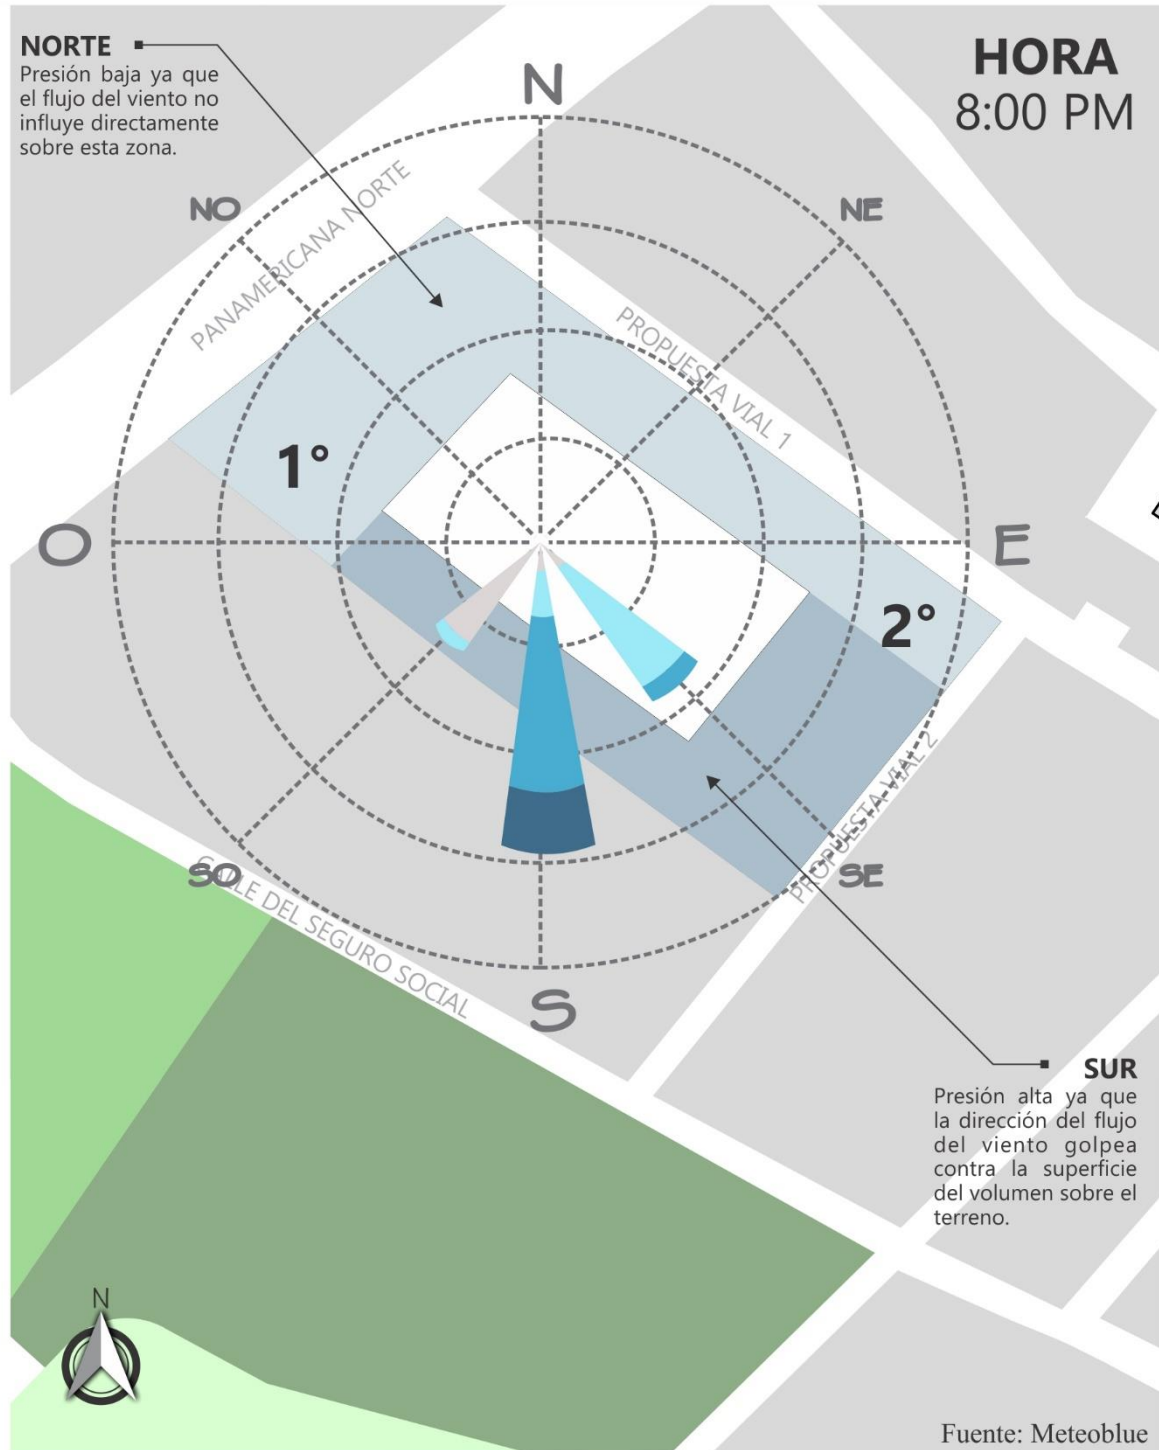 NORTE
Presión baja ya que
el flujo del viento no
influye directamente
sobre esta zona.
HORA
8:00 PM
N
NO
NE
PANAMERICANA NORTE
PROPUESTA VIAL 1
1°
O
E
2°
PROPUESTA VIAL 2
SO
SE
CALLE DEL SEGURO SOCIAL
S
SUR
Presión alta ya que
la dirección del flujo
del viento golpea
contra la superficie
del volumen sobre el
terreno.
N
Fuente: Meteoblue